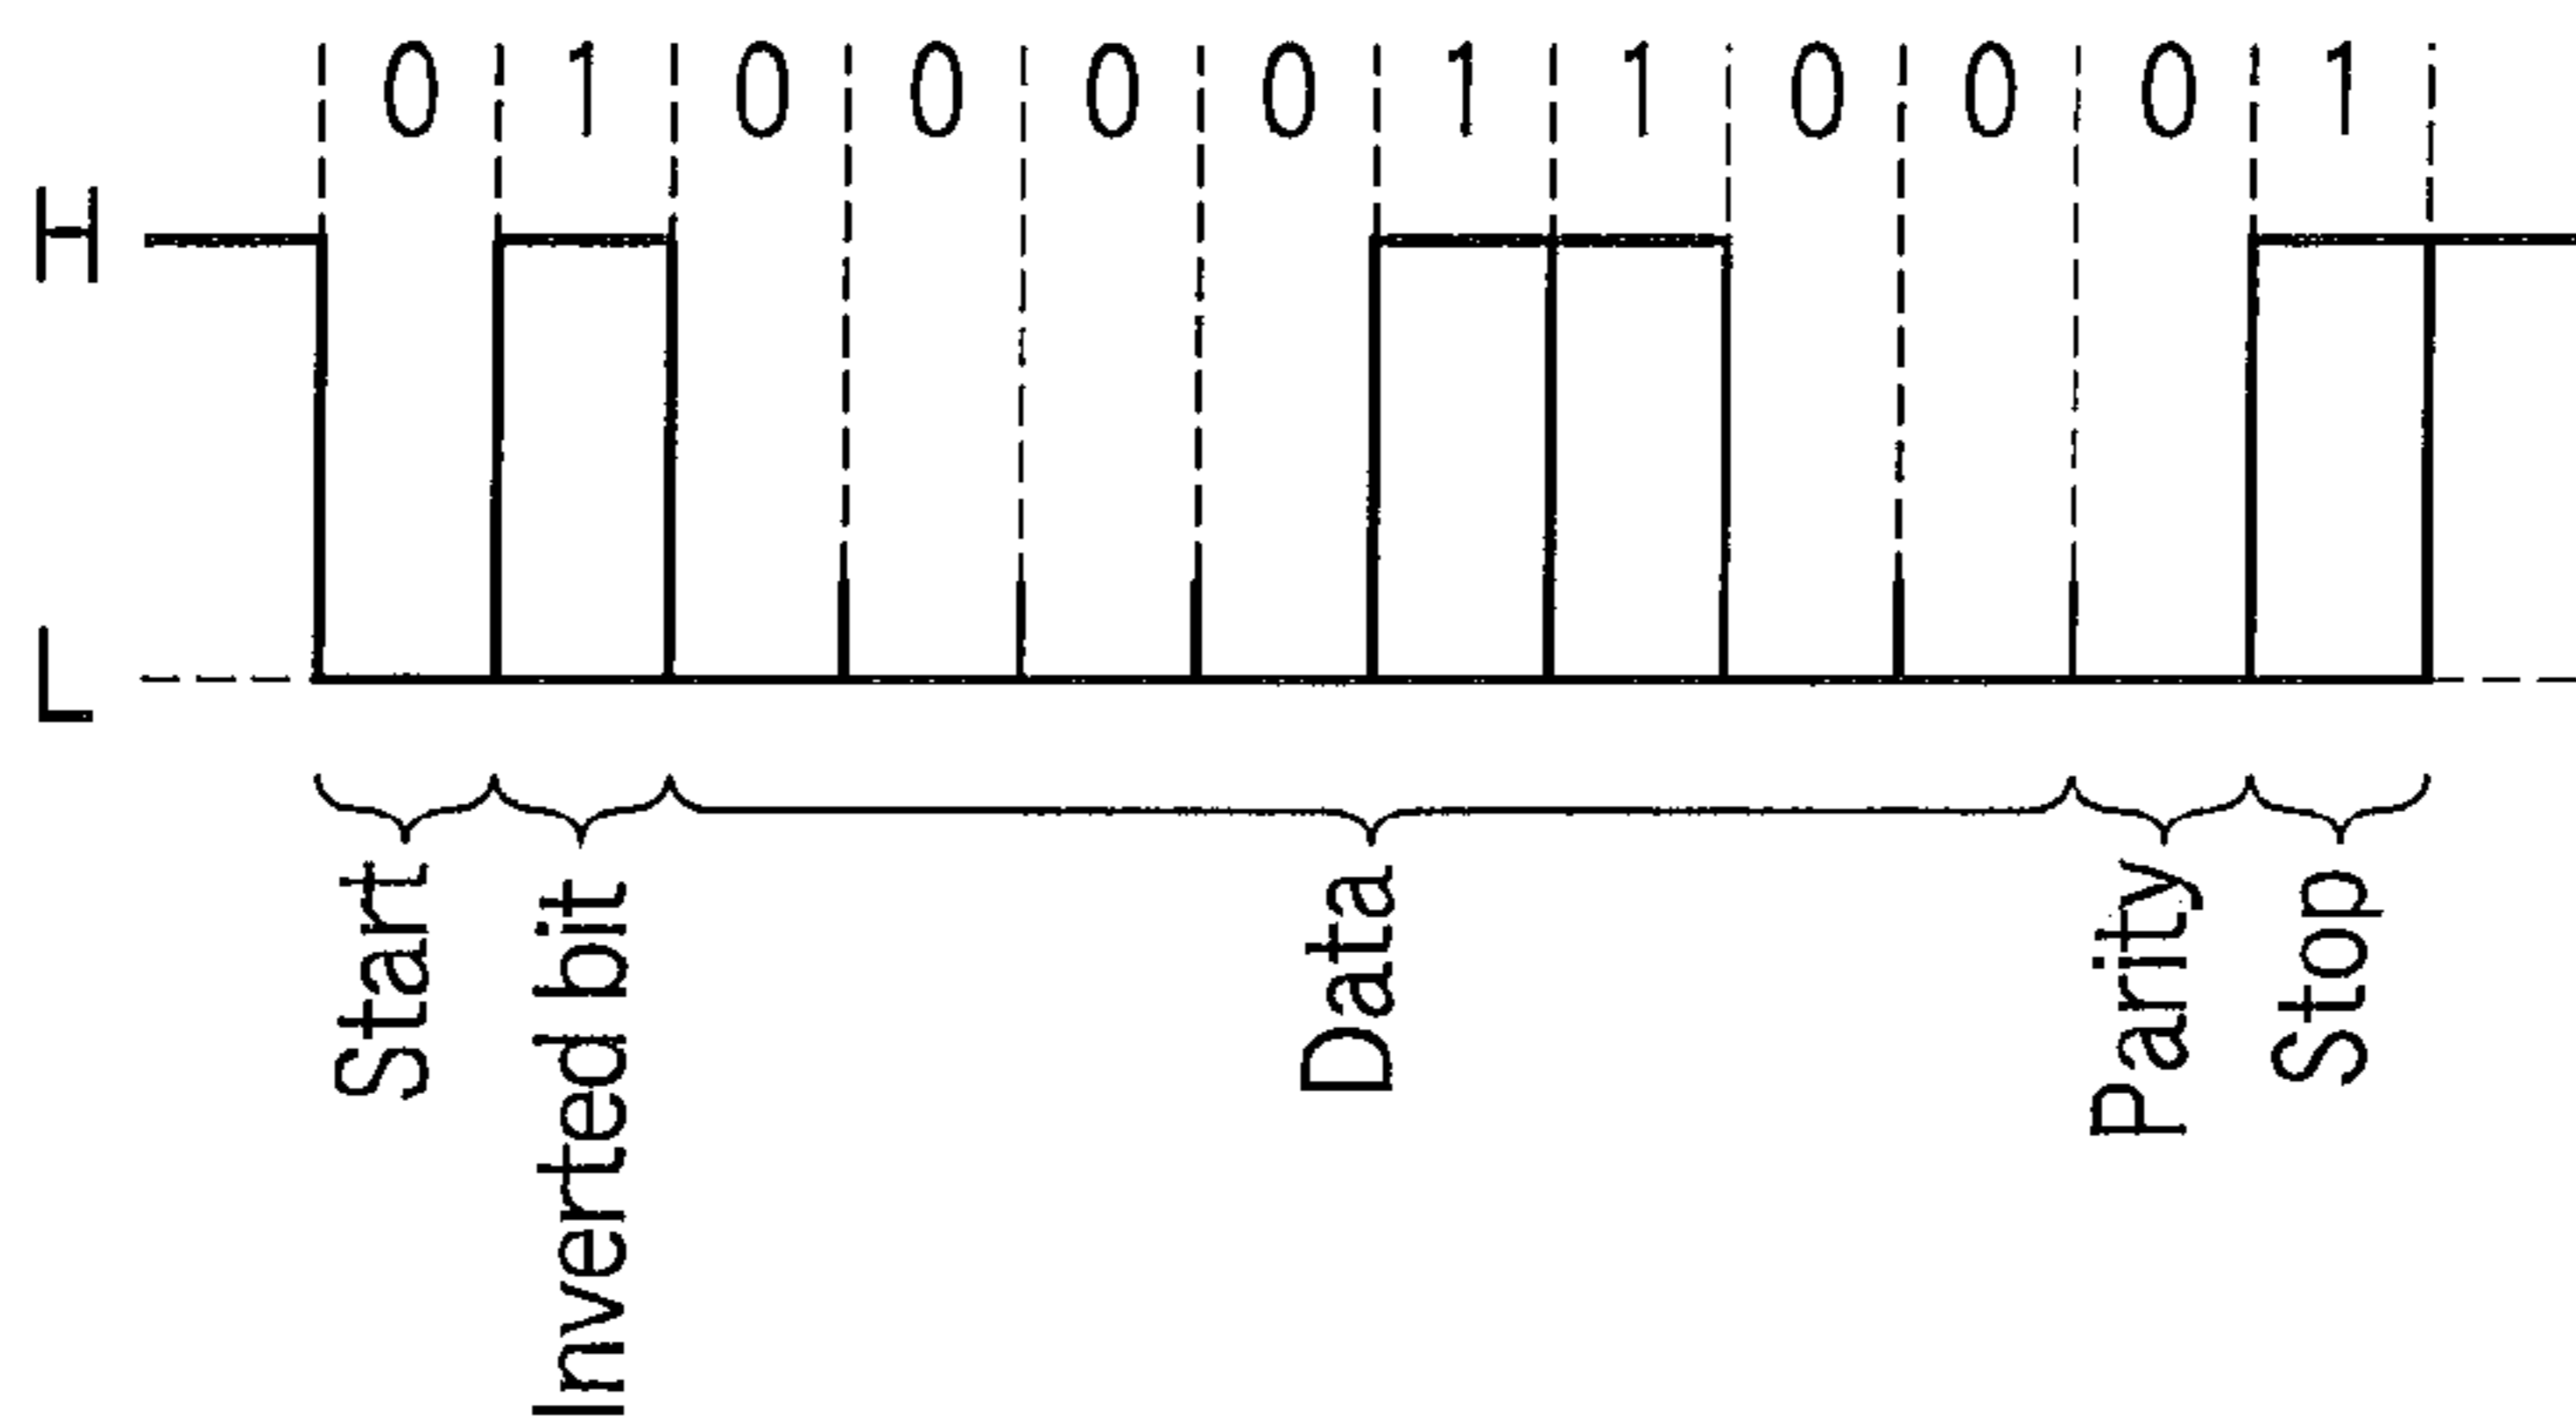 0 1 0 0 0 0 1 1 0 0 0 1
H
L
Start
Inverted bit
Data
Parity
Stop